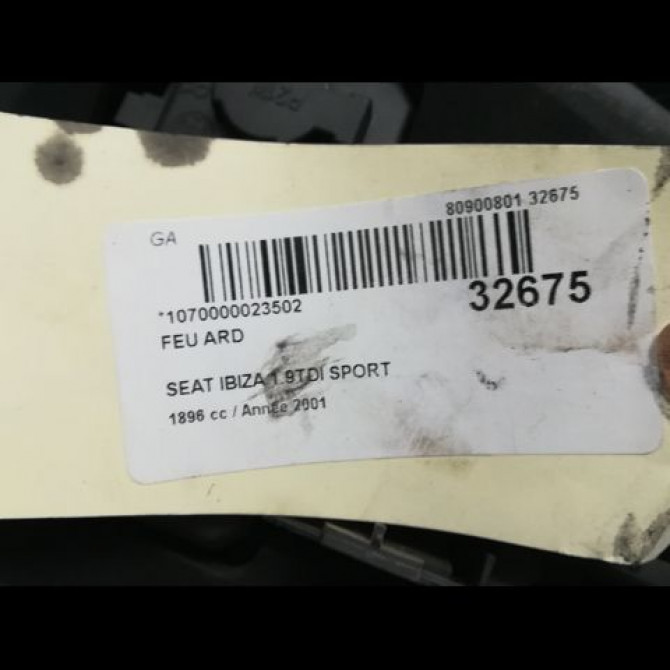 GA
80900801 32675
*1070000023502
32675
FEU ARD
SEAT IBIZA 1.9TDI SPORT
1896 cc / Année 2001